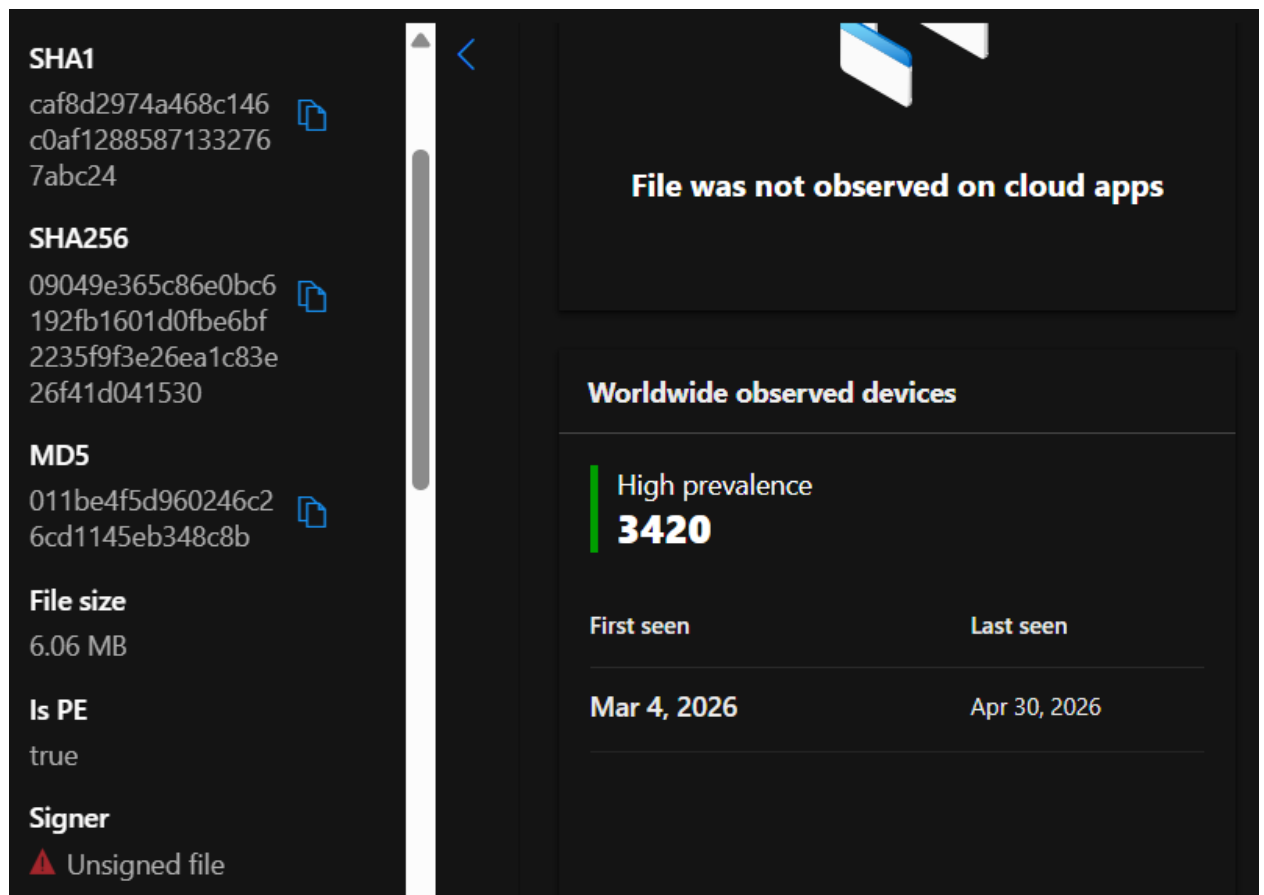 SHA1
caf8d2974a468c146
c0af1288587133276
7abc24
SHA256
09049e365c86e0bc6
192fb1601d0fbe6bf
2235f9f3e26ea1c83e
26f41d041530
MD5
011be4f5d960246c2
6cd1145eb348c8b
File size
6.06 MB
Is PE
true
Signer
Unsigned file
File was not observed on cloud apps
Worldwide observed devices
High prevalence
3420
First seen Last seen
Mar 4, 2026 Apr 30, 2026